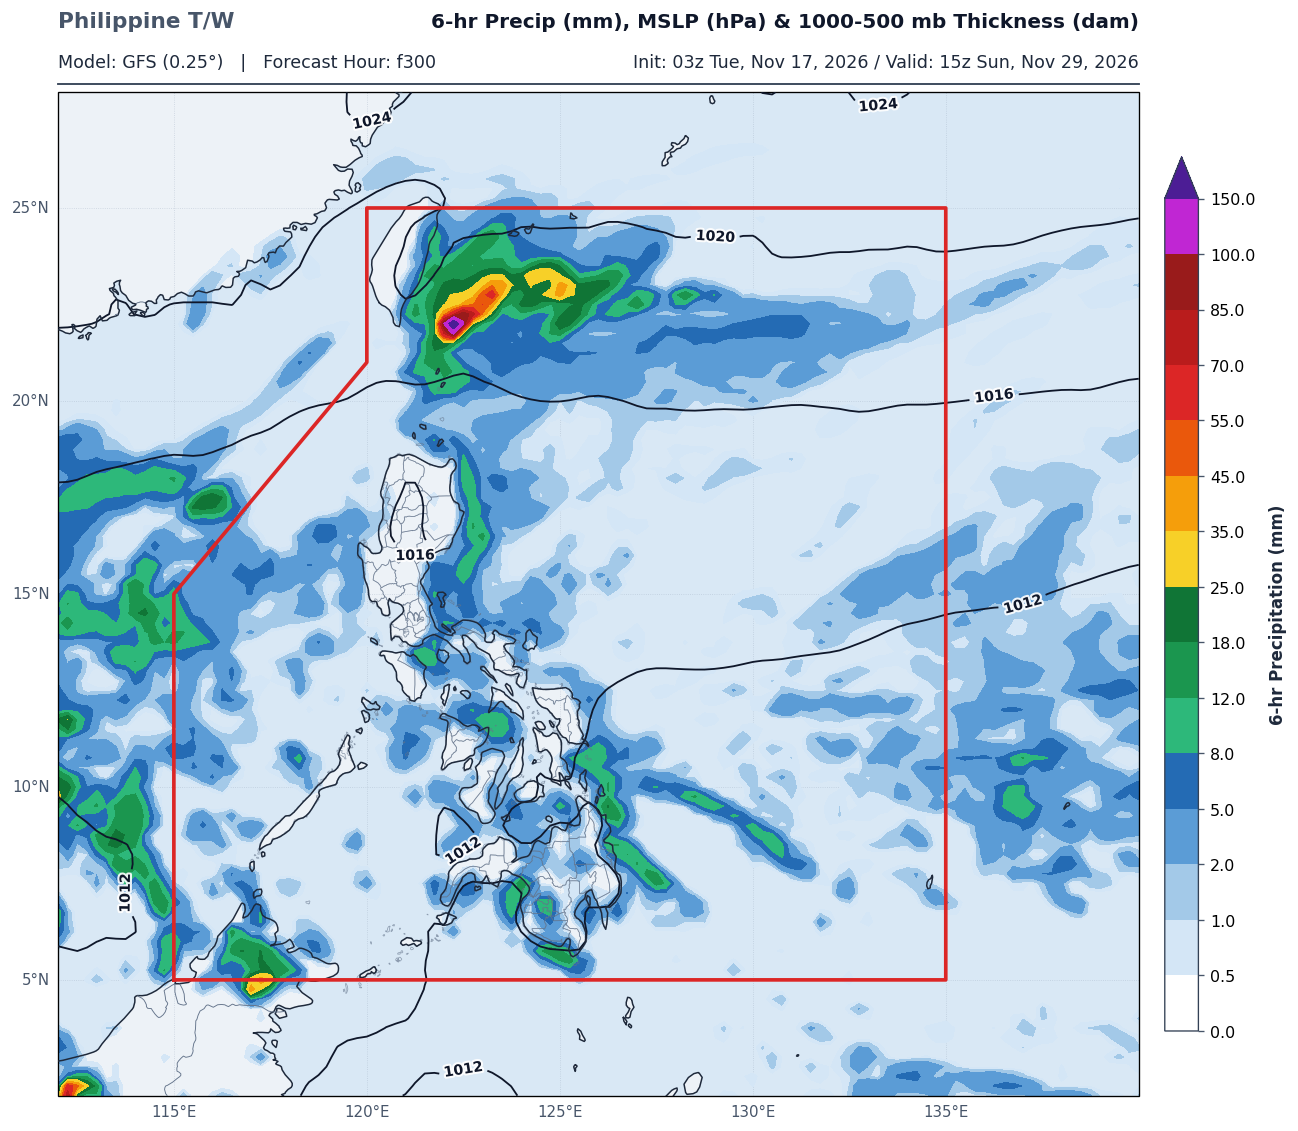 Philippine T/W
6-hr Precip (mm), MSLP (hPa) & 1000-500 mb Thickness (dam)
Model: GFS (0.25°) | Forecast Hour: f300
Init: 03z Tue, Nov 17, 2026 / Valid: 15z Sun, Nov 29, 2026
1024
1024
1020
1016
1016
1012
1012
1012
1012
25°N
20°N
15°N
10°N
5°N
115°E
120°E
125°E
130°E
135°E
150.0
100.0
85.0
70.0
55.0
45.0
35.0
25.0
18.0
12.0
8.0
5.0
2.0
1.0
0.5
0.0
6-hr Precipitation (mm)